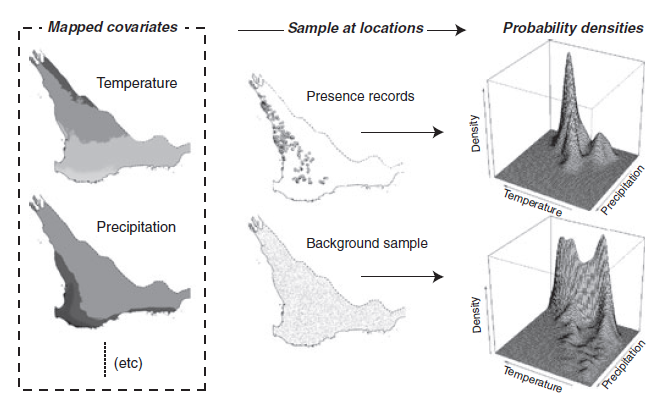 Mapped covariates
Sample at locations
Probability densities
Temperature
Presence records
Density
Temperature
Precipitation
Precipitation
Background sample
Density
Temperature
Precipitation
(etc)